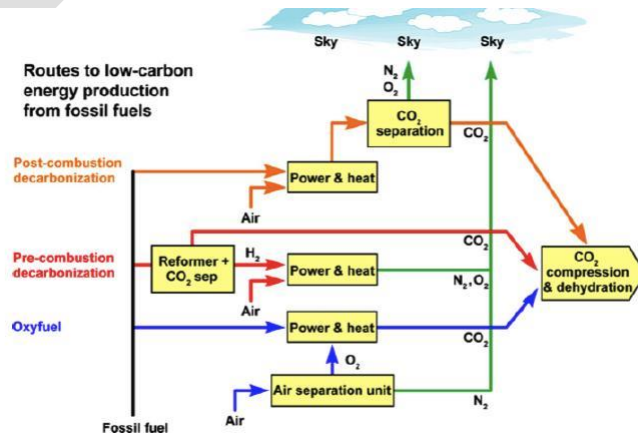 Sky Sky Sky
Routes to low-carbon
energy production
from fossil fuels
N₂
O₂
CO₂
separation
CO₂
Post-combustion
decarbonization
Power & heat
Air
CO₂
Pre-combustion
decarbonization
Reformer +
CO₂ sep
H₂
Power & heat
N₂,O₂
CO₂
compression
& dehydration
Air
Oxyfuel
Power & heat
CO₂
O₂
Air separation unit
Air
N₂
Fossil fuel